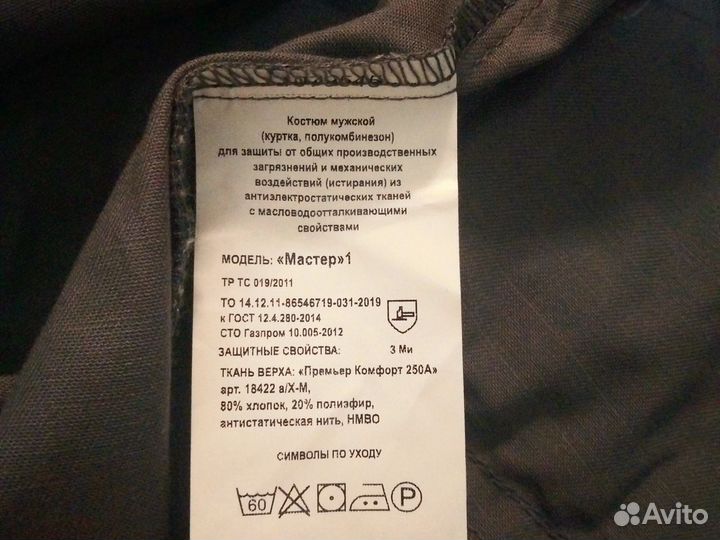 Костюм мужской
(куртка, полукомбинезон)
для защиты от общих производственных
загрязнений и механических
воздействий (истирания) из
антиэлектростатических тканей
с масловодоотталкивающими
свойствами
МОДЕЛЬ: «Мастер»1
ТР ТС 019/2011
ТО 14.12.11-86546719-031-2019
к ГОСТ 12.4.280-2014
СТО Газпром 10.005-2012
ЗАЩИТНЫЕ СВОЙСТВА: 3 Ми
ТКАНЬ ВЕРХА: «Премьер Комфорт 250А»
арт. 18422 а/Х-М,
80% хлопок, 20% полиэфир,
антистатическая нить, НМВО
СИМВОЛЫ ПО УХОДУ
60 P
Avito